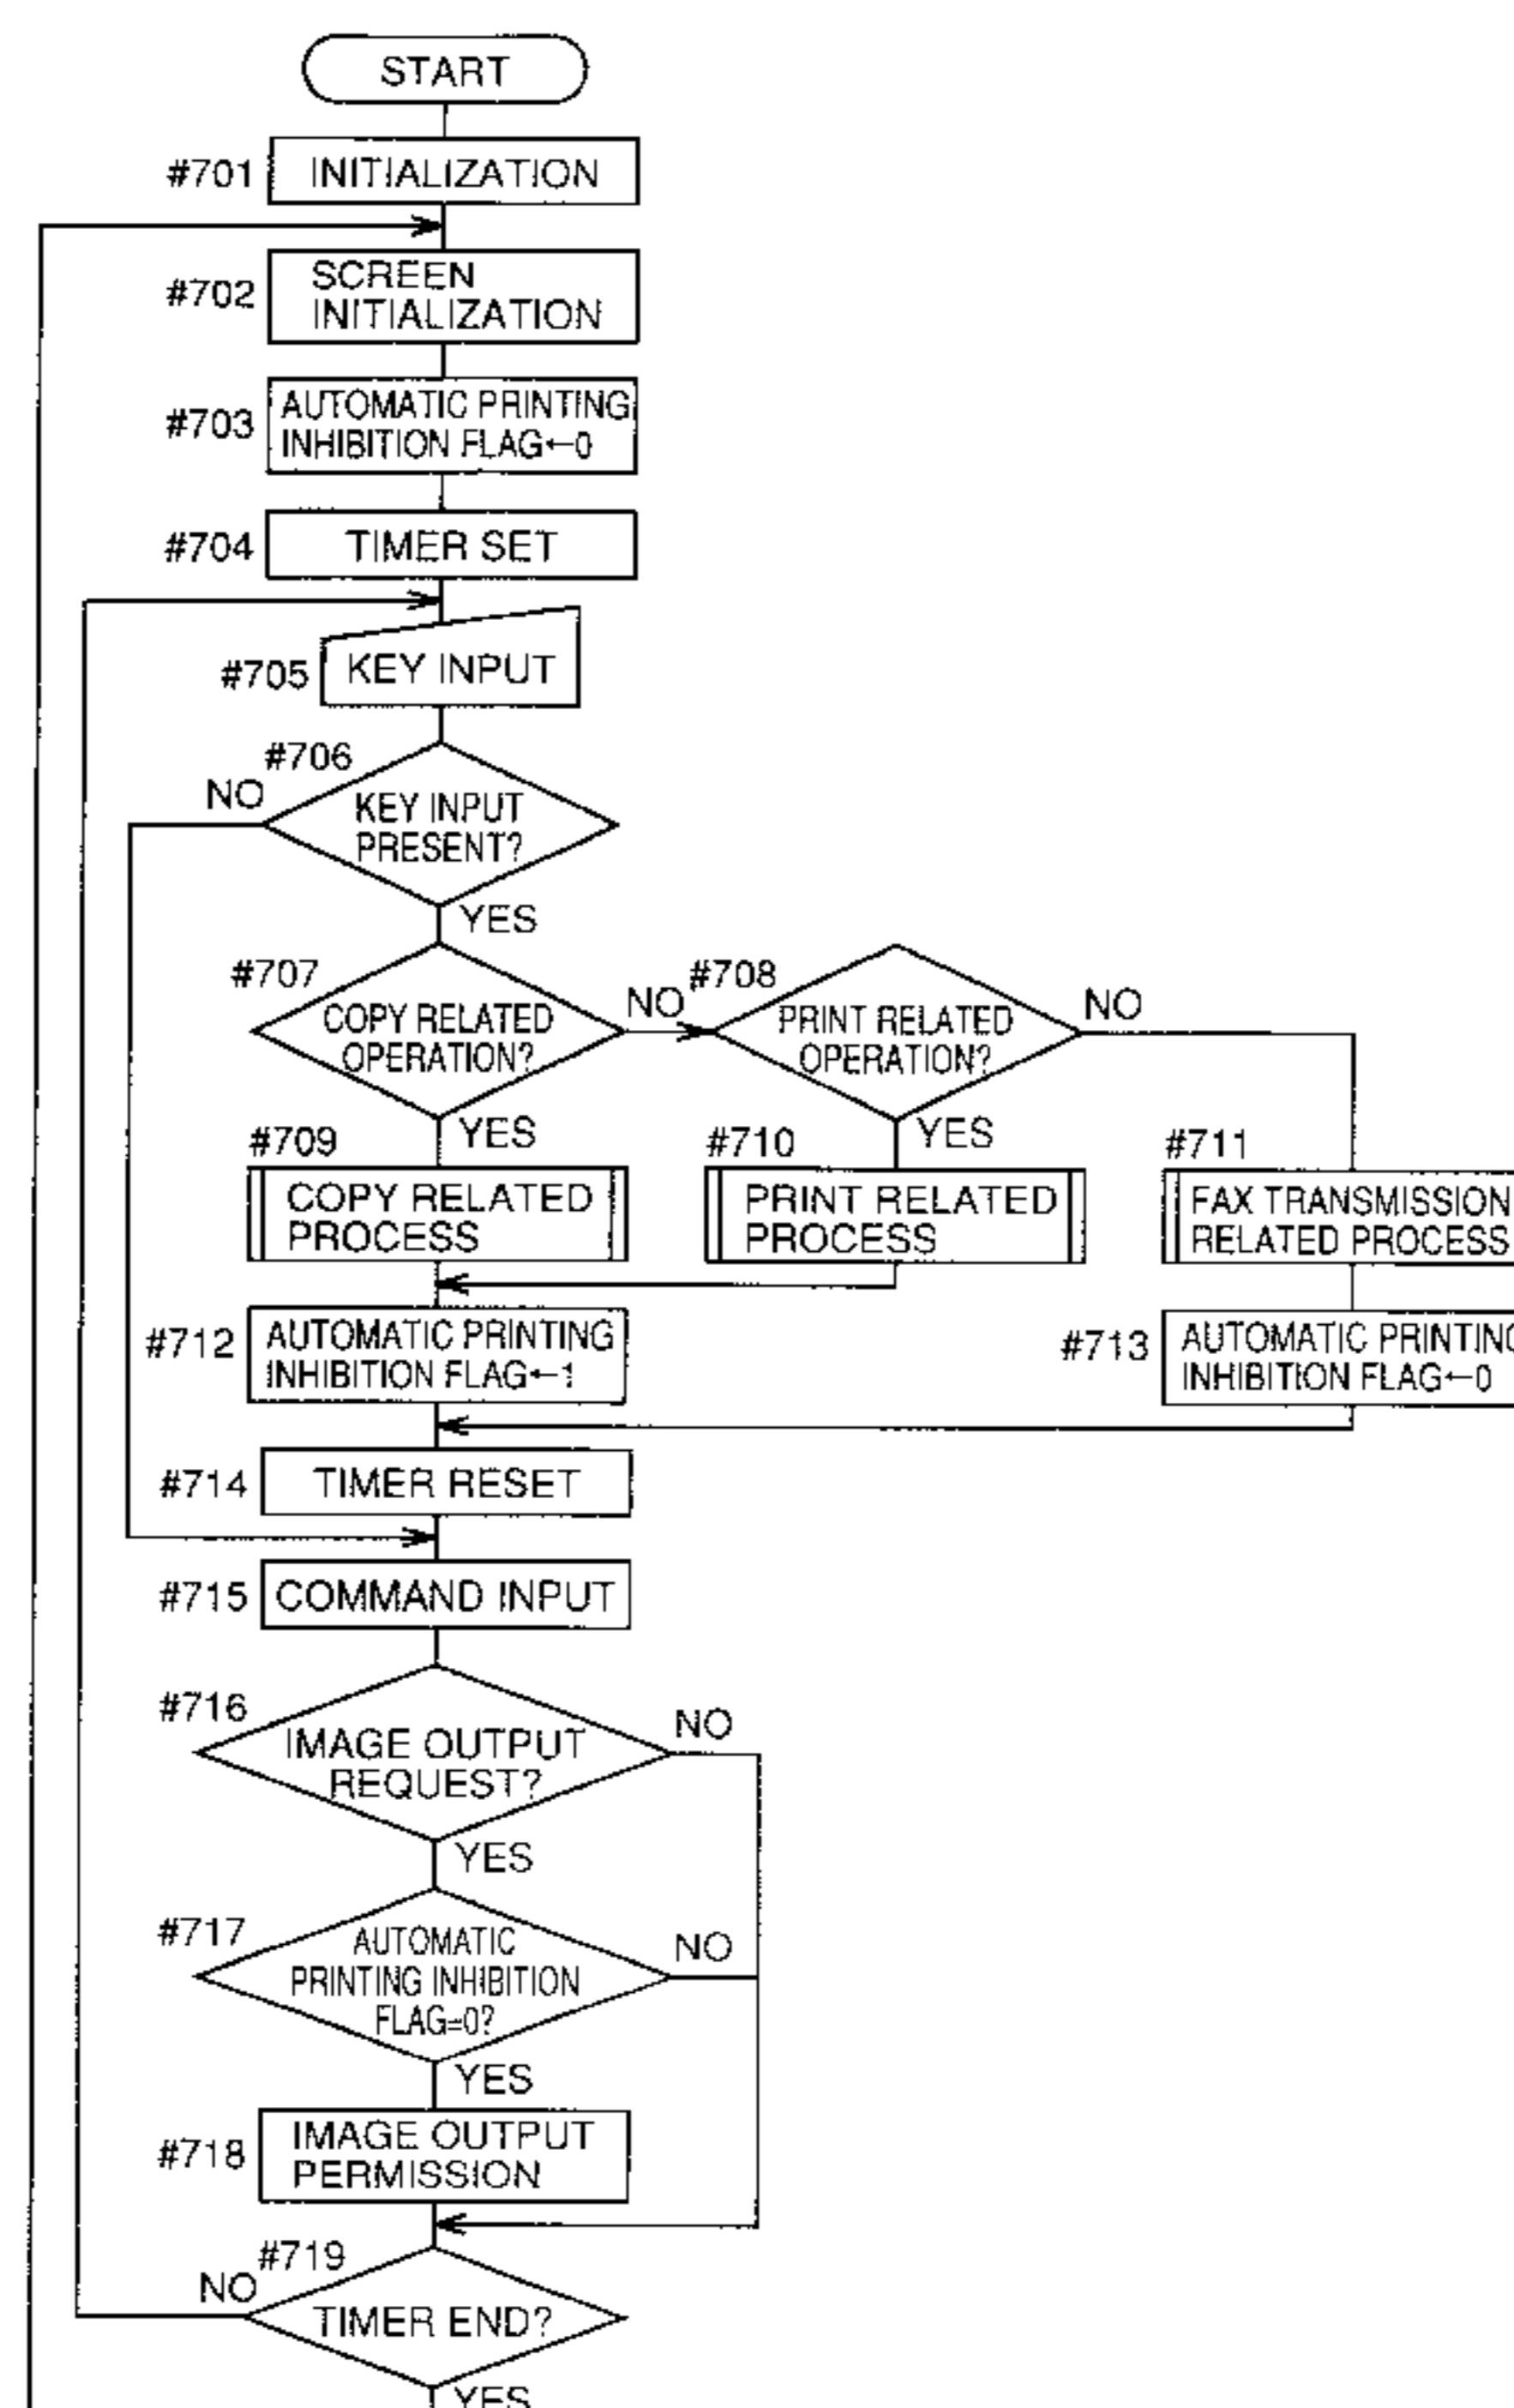 START
#701 INITIALIZATION
#702 SCREEN
INITIALIZATION
#703 AUTOMATIC PRINTING
INHIBITION FLAG←0
#704 TIMER SET
#705 KEY INPUT
#706
NO
KEY INPUT
PRESENT?
YES
#707
COPY RELATED
OPERATION?
NO
#708
PRINT RELATED
OPERATION?
NO
YES
YES
#709
COPY RELATED
PROCESS
#710
PRINT RELATED
PROCESS
#711
FAX TRANSMISSION
RELATED PROCESS
#712 AUTOMATIC PRINTING
INHIBITION FLAG←1
#713 AUTOMATIC PRINTING
INHIBITION FLAG←0
#714 TIMER RESET
#715 COMMAND INPUT
#716
IMAGE OUTPUT
REQUEST?
NO
YES
#717
AUTOMATIC
PRINTING INHIBITION
FLAG=0?
NO
YES
#718 IMAGE OUTPUT
PERMISSION
#719
NO
TIMER END?
YES